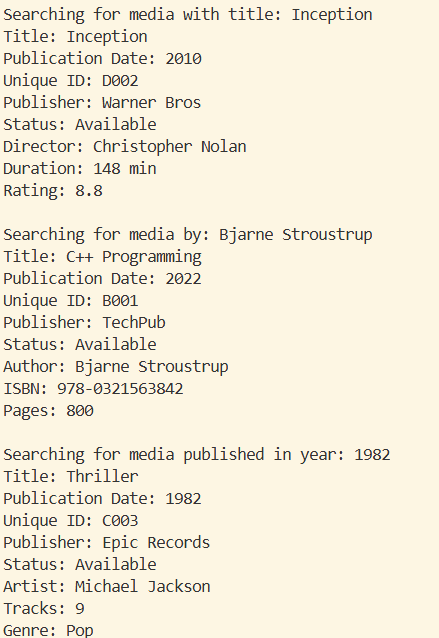 Searching for media with title: Inception
Title: Inception
Publication Date: 2010
Unique ID: D002
Publisher: Warner Bros
Status: Available
Director: Christopher Nolan
Duration: 148 min
Rating: 8.8
Searching for media by: Bjarne Stroustrup
Title: C++ Programming
Publication Date: 2022
Unique ID: B001
Publisher: TechPub
Status: Available
Author: Bjarne Stroustrup
ISBN: 978-0321563842
Pages: 800
Searching for media published in year: 1982
Title: Thriller
Publication Date: 1982
Unique ID: C003
Publisher: Epic Records
Status: Available
Artist: Michael Jackson
Tracks: 9
Genre: Pop